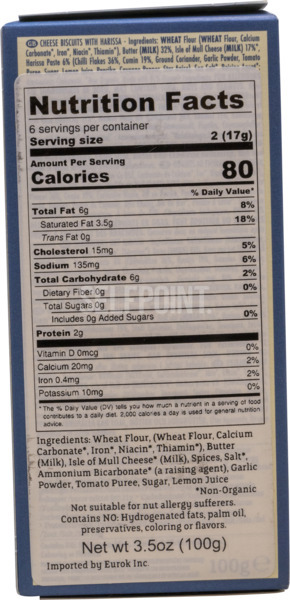 GB CHEESE BISCUITS WITH HARISSA - Ingredients: WHEAT Flour (WHEAT Flour, Calcium
Carbonate*, Iron*, Niacin*, Thiamin*), Butter (MILK) 32%, Isle of Mull Cheese (MILK) 17%*,
Harissa Paste 6% (Chilli Flakes 36%, Cumin 19%, Ground Coriander, Garlic Powder, Tomato
Nutrition Facts
6 servings per container
Serving size 2 (17g)
Amount Per Serving
Calories 80
% Daily Value*
Total Fat 6g 8%
Saturated Fat 3.5g 18%
Trans Fat 0g
Cholesterol 15mg 5%
Sodium 135mg 6%
Total Carbohydrate 6g 2%
Dietary Fiber 0g 0%
Total Sugars 0g
Includes 0g Added Sugars 0%
Protein 2g
Vitamin D 0mcg 0%
Calcium 20mg 2%
Iron 0.4mg 2%
Potassium 10mg 0%
*The % Daily Value (DV) tells you how much a nutrient in a serving of food
contributes to a daily diet. 2,000 calories a day is used for general nutrition
advice.
Ingredients: Wheat Flour, (Wheat Flour, Calcium
Carbonate*, Iron*, Niacin*, Thiamin*), Butter
(Milk), Isle of Mull Cheese* (Milk), Spices, Salt*,
Ammonium Bicarbonate* (a raising agent), Garlic
Powder, Tomato Puree, Sugar, Lemon Juice
*Non-Organic
Not suitable for nut allergy sufferers.
Contains NO: Hydrogenated fats, palm oil,
preservatives, coloring or flavors.
Net wt 3.5oz (100g)
Imported by Eurok Inc.
100g e